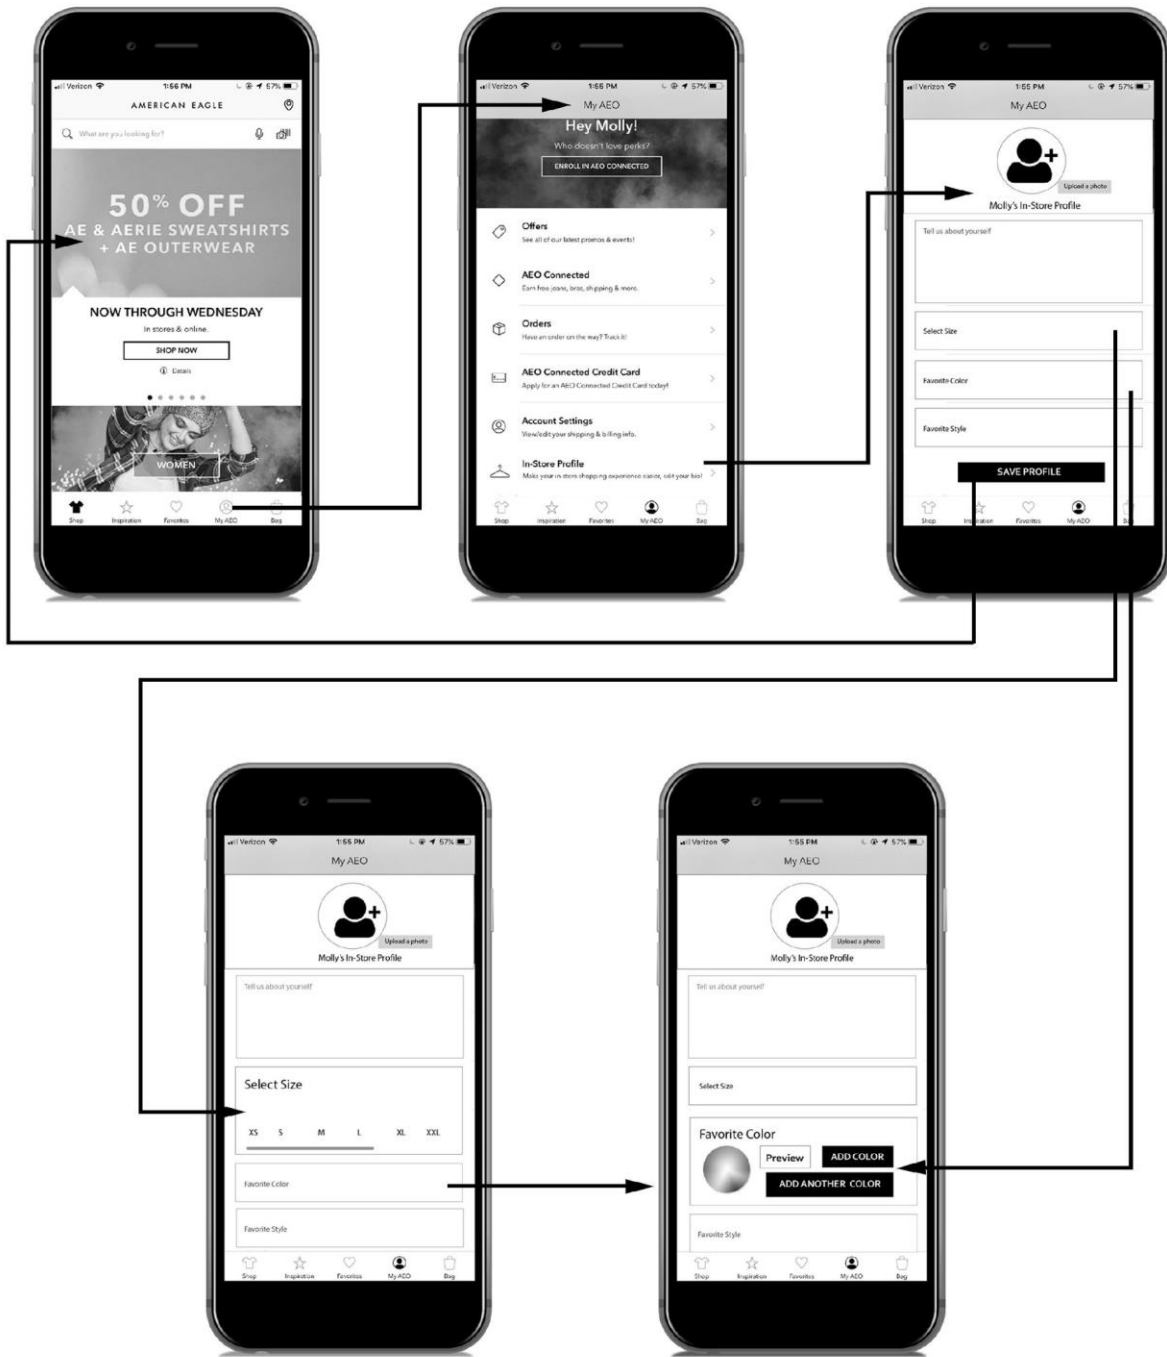 Verizon 1:56 PM 57%
AMERICAN EAGLE
What are you looking for?
50% OFF
AE & AERIE SWEATSHIRTS
+ AE OUTERWEAR
NOW THROUGH WEDNESDAY
In stores & online.
SHOP NOW
Details
WOMEN
Shop Inspiration Favorites My AEO Bag
Verizon 1:55 PM 57%
My AEO
Hey Molly!
Who doesn't love perks?
ENROLL IN AEO CONNECTED
Offers
See all of our latest promos & events!
AEO Connected
Earn free jeans, bras, shipping & more.
Orders
Have an order on the way? Track it!
AEO Connected Credit Card
Apply for an AEO Connected Credit Card today!
Account Settings
View/edit your shipping & billing info.
In-Store Profile
Make your in store shopping experience easier, edit your bio!
Shop Inspiration Favorites My AEO Bag
Verizon 1:55 PM 57%
My AEO
Upload a photo
Molly's In-Store Profile
Tell us about yourself
Select Size
Favorite Color
Favorite Style
SAVE PROFILE
Shop Inspiration Favorites My AEO Bag
Verizon 1:55 PM 57%
My AEO
Upload a photo
Molly's In-Store Profile
Tell us about yourself
Select Size
XS S M L XL XXL
Favorite Color
Favorite Style
Shop Inspiration Favorites My AEO Bag
Verizon 1:55 PM 57%
My AEO
Upload a photo
Molly's In-Store Profile
Tell us about yourself
Select Size
Favorite Color
Preview ADD COLOR
ADD ANOTHER COLOR
Favorite Style
Shop Inspiration Favorites My AEO Bag